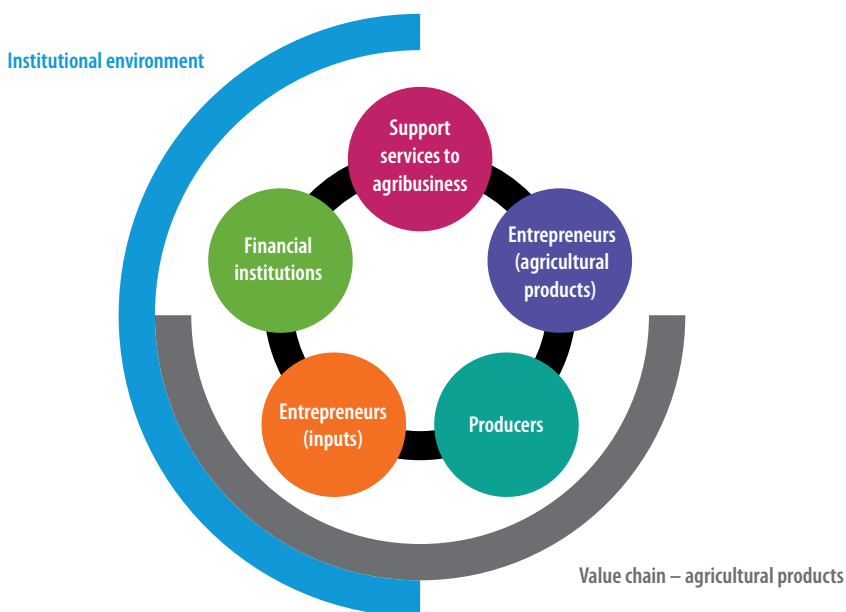 Institutional environment
Support
services to
agribusiness
Financial
institutions
Entrepreneurs
(agricultural
products)
Entrepreneurs
(inputs)
Producers
Value chain – agricultural products